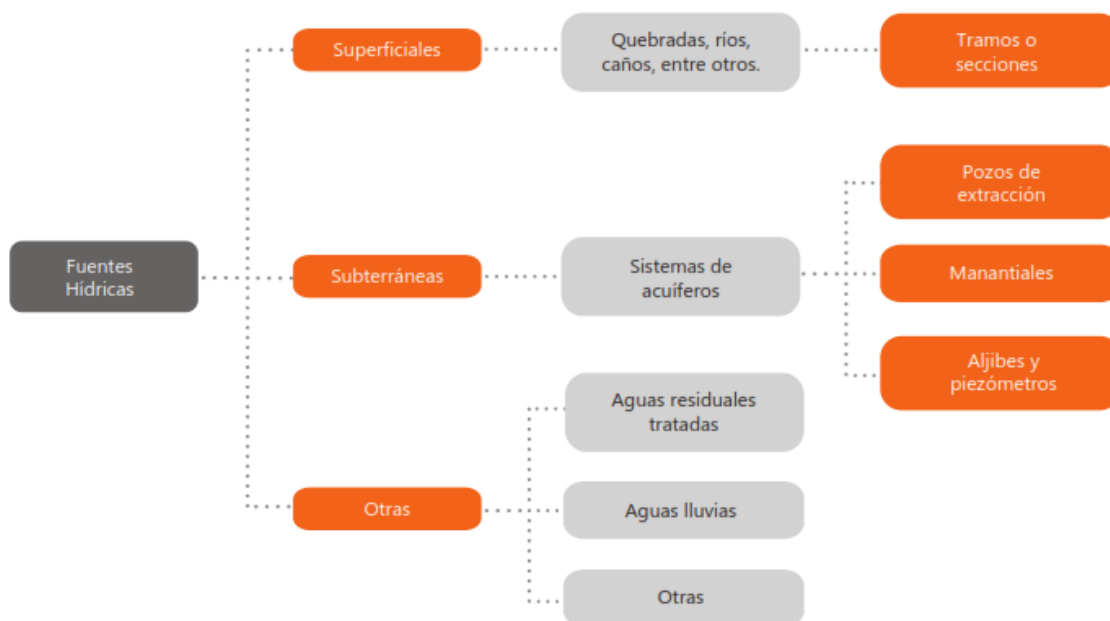 Fuentes
Hídricas
Superficiales
Quebradas, ríos,
caños, entre otros.
Tramos o
secciones
Subterráneas
Sistemas de
acuíferos
Pozos de
extracción
Manantiales
Aljibes y
piezómetros
Otras
Aguas residuales
tratadas
Aguas lluvias
Otras